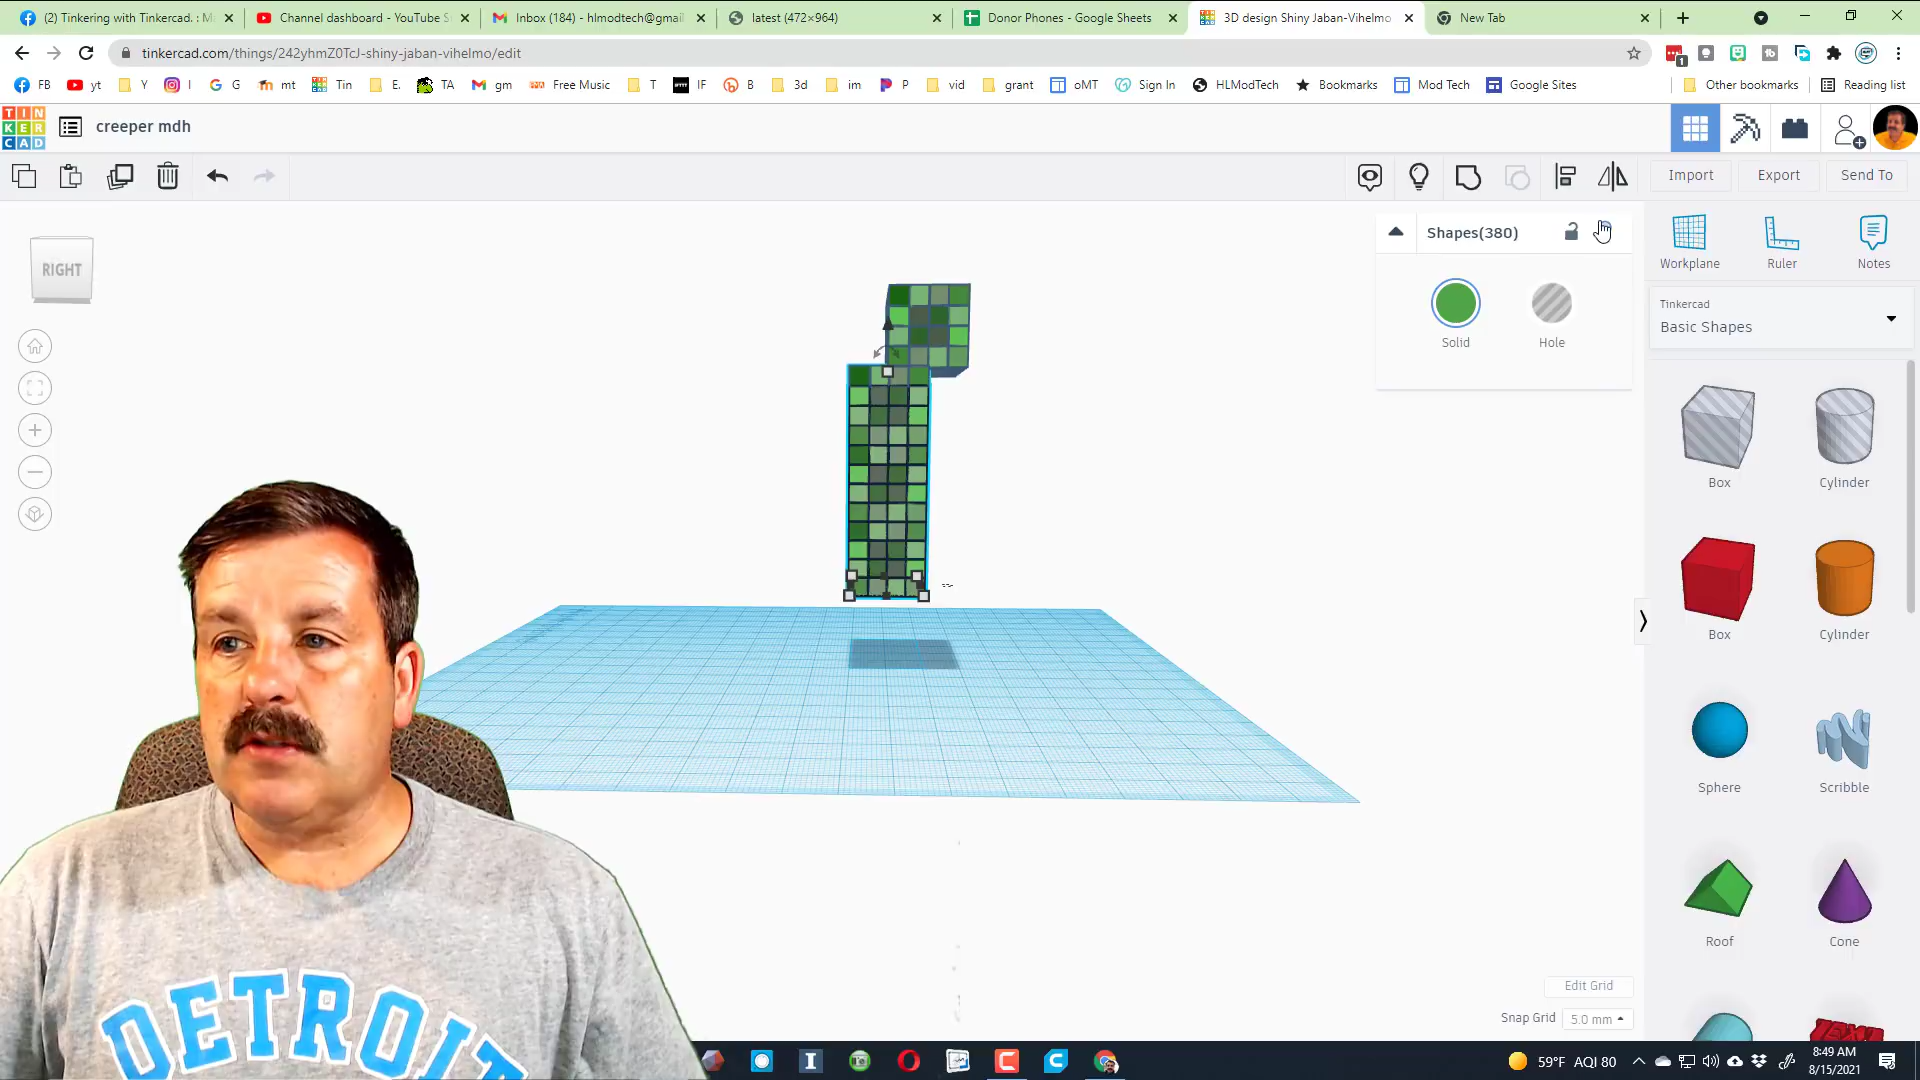 (2) Tinkering with Tinkercad. : M
Channel dashboard - YouTube S
Inbox (184) - hlmodtech@gmail
latest (472×964)
Donor Phones - Google Sheets
3D design Shiny Jaban-Vihelmo
New Tab
tinkercad.com/things/242yhmZ0TcJ-shiny-jaban-vihelmo/edit
FB
yt
Y
I
G
mt
Tin
E.
TA
gm
Free Music
T
IF
B
3d
im
P
vid
grant
oMT
Sign In
HLModTech
Bookmarks
Mod Tech
Google Sites
Other bookmarks
Reading list
TIN
KER
CAD
creeper mdh
Import
Export
Send To
RIGHT
Shapes(380)
Solid
Hole
Workplane
Ruler
Notes
Tinkercad
Basic Shapes
Box
Cylinder
Box
Cylinder
Sphere
Scribble
Roof
Cone
Edit Grid
Snap Grid
5.0 mm
DETROIT
59°F AQI 80
8:49 AM
8/15/2021